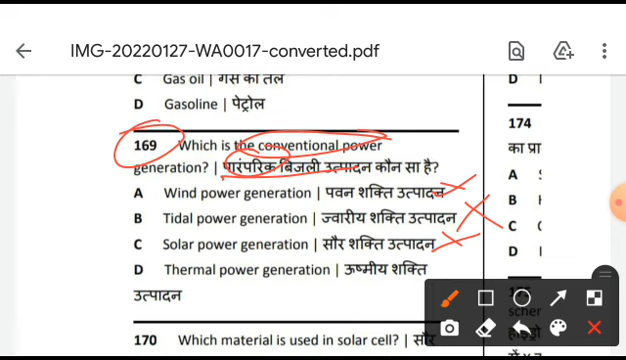 IMG-20220127-WA0017-converted.pdf
C Gas oil | गैस का तेल
D Gasoline | पेट्रोल
169 Which is the conventional power
generation? | पारंपरिक बिजली उत्पादन कौन सा है?
A Wind power generation | पवन शक्ति उत्पादन
B Tidal power generation | ज्वारीय शक्ति उत्पादन
C Solar power generation | सौर शक्ति उत्पादन
D Thermal power generation | ऊष्मीय शक्ति
उत्पादन
170 Which material is used in solar cell? | सौर
D
174
का प्रा
A
B
C
D
175
scher